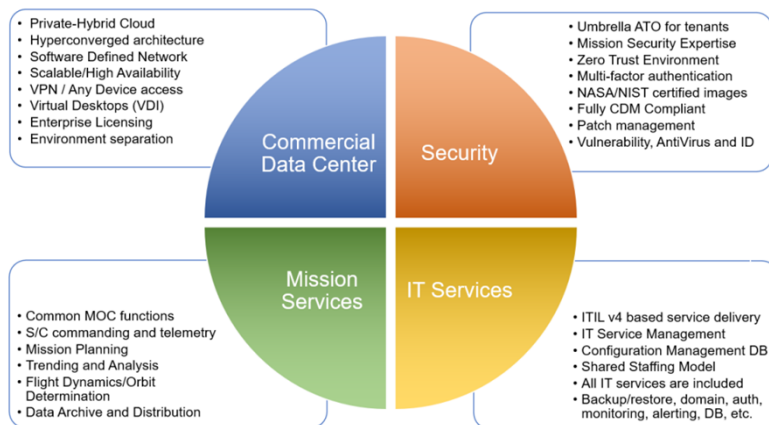 • Private-Hybrid Cloud
• Hyperconverged architecture
• Software Defined Network
• Scalable/High Availability
• VPN / Any Device access
• Virtual Desktops (VDI)
• Enterprise Licensing
• Environment separation
Commercial
Data Center
Security
• Umbrella ATO for tenants
• Mission Security Expertise
• Zero Trust Environment
• Multi-factor authentication
• NASA/NIST certified images
• Fully CDM Compliant
• Patch management
• Vulnerability, AntiVirus and ID
• Common MOC functions
• S/C commanding and telemetry
• Mission Planning
• Trending and Analysis
• Flight Dynamics/Orbit
Determination
• Data Archive and Distribution
Mission
Services
IT Services
• ITIL v4 based service delivery
• IT Service Management
• Configuration Management DB
• Shared Staffing Model
• All IT services are included
• Backup/restore, domain, auth,
monitoring, alerting, DB, etc.